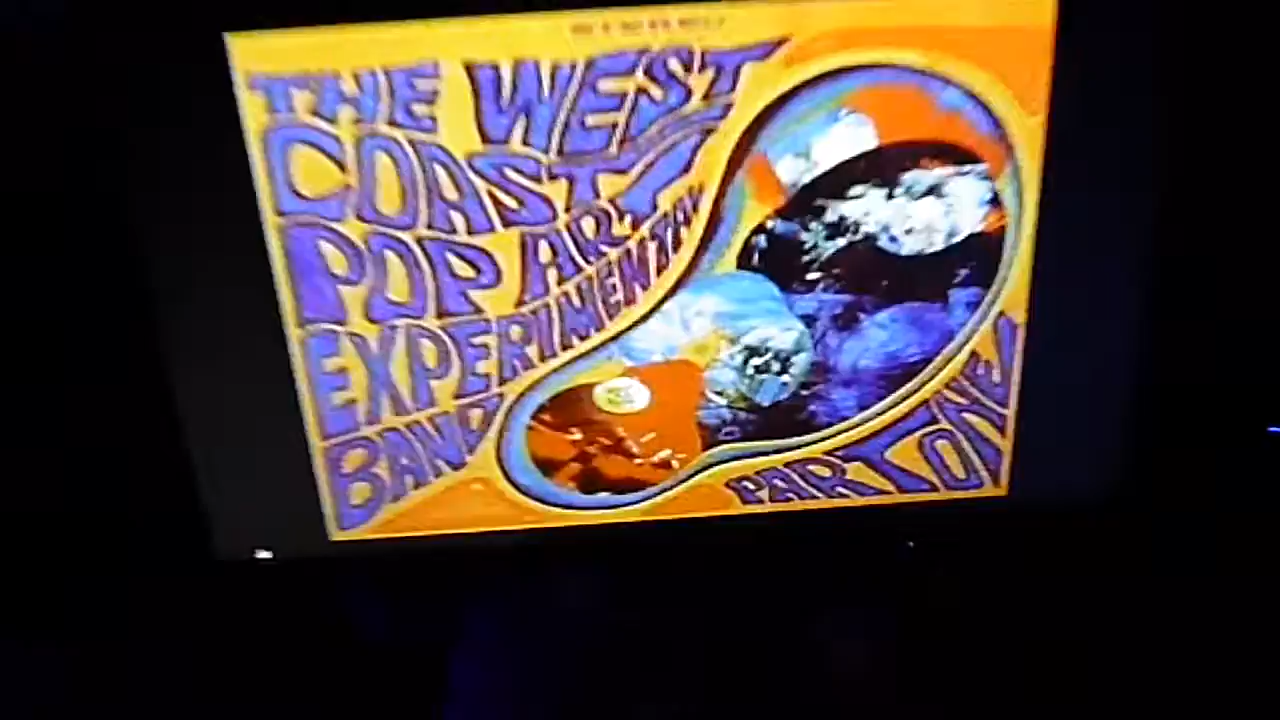 THE WEST
COAST
POP ART
EXPERIMENTAL
BAND
PART ONE